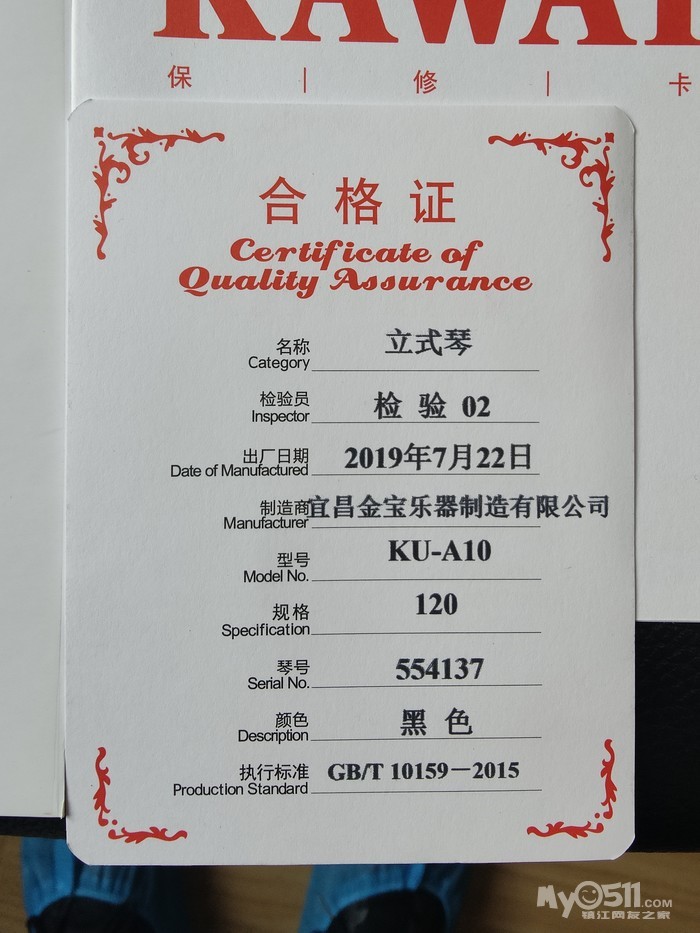 KAWAI
保 | 修 | 卡
合格证
Certificate of
Quality Assurance
名称 立式琴
Category
检验员 检 验 02
Inspector
出厂日期 2019年7月22日
Date of Manufactured
制造商 宜昌金宝乐器制造有限公司
Manufacturer
型号 KU-A10
Model No.
规格 120
Specification
琴号 554137
Serial No.
颜色 黑 色
Description
执行标准 GB/T 10159-2015
Production Standard
My0511.COM
镇江网友之家